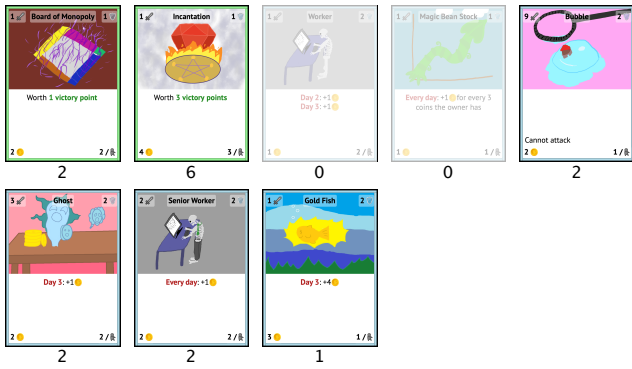 1 Board of Monopoly 1
Worth 1 victory point
2 2 /
2
1 Incantation 1
Worth 3 victory points
4 3 /
6
1 Worker 2
Day 2: +1
Day 3: +1
1 2 /
0
1 Magic Bean Stock 2
Every day: +1 for every 3
coins the owner has
1 1 /
0
9 Bubble 2
Cannot attack
2 1 /
2
3 Ghost 2
Day 3: +1
2 2 /
2
2 Senior Worker 2
Every day: +1
2 2 /
2
1 Gold Fish 2
Day 3: +4
3 1 /
1